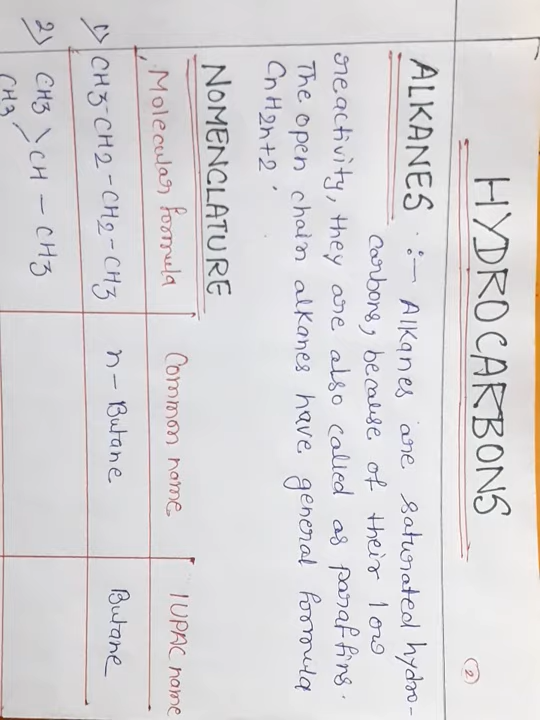 HYDROCARBONS
②
ALKANES :- Alkanes are saturated hydro-
carbons, because of their low
reactivity, they are also called as paraffins.
The open chain alkanes have general formula
CnH2n+2.
NOMENCLATURE
Molecular formula Common name IUPAC name
1) CH3-CH2-CH2-CH3 n-Butane Butane
2) CH3 \ CH - CH3
CH3 /